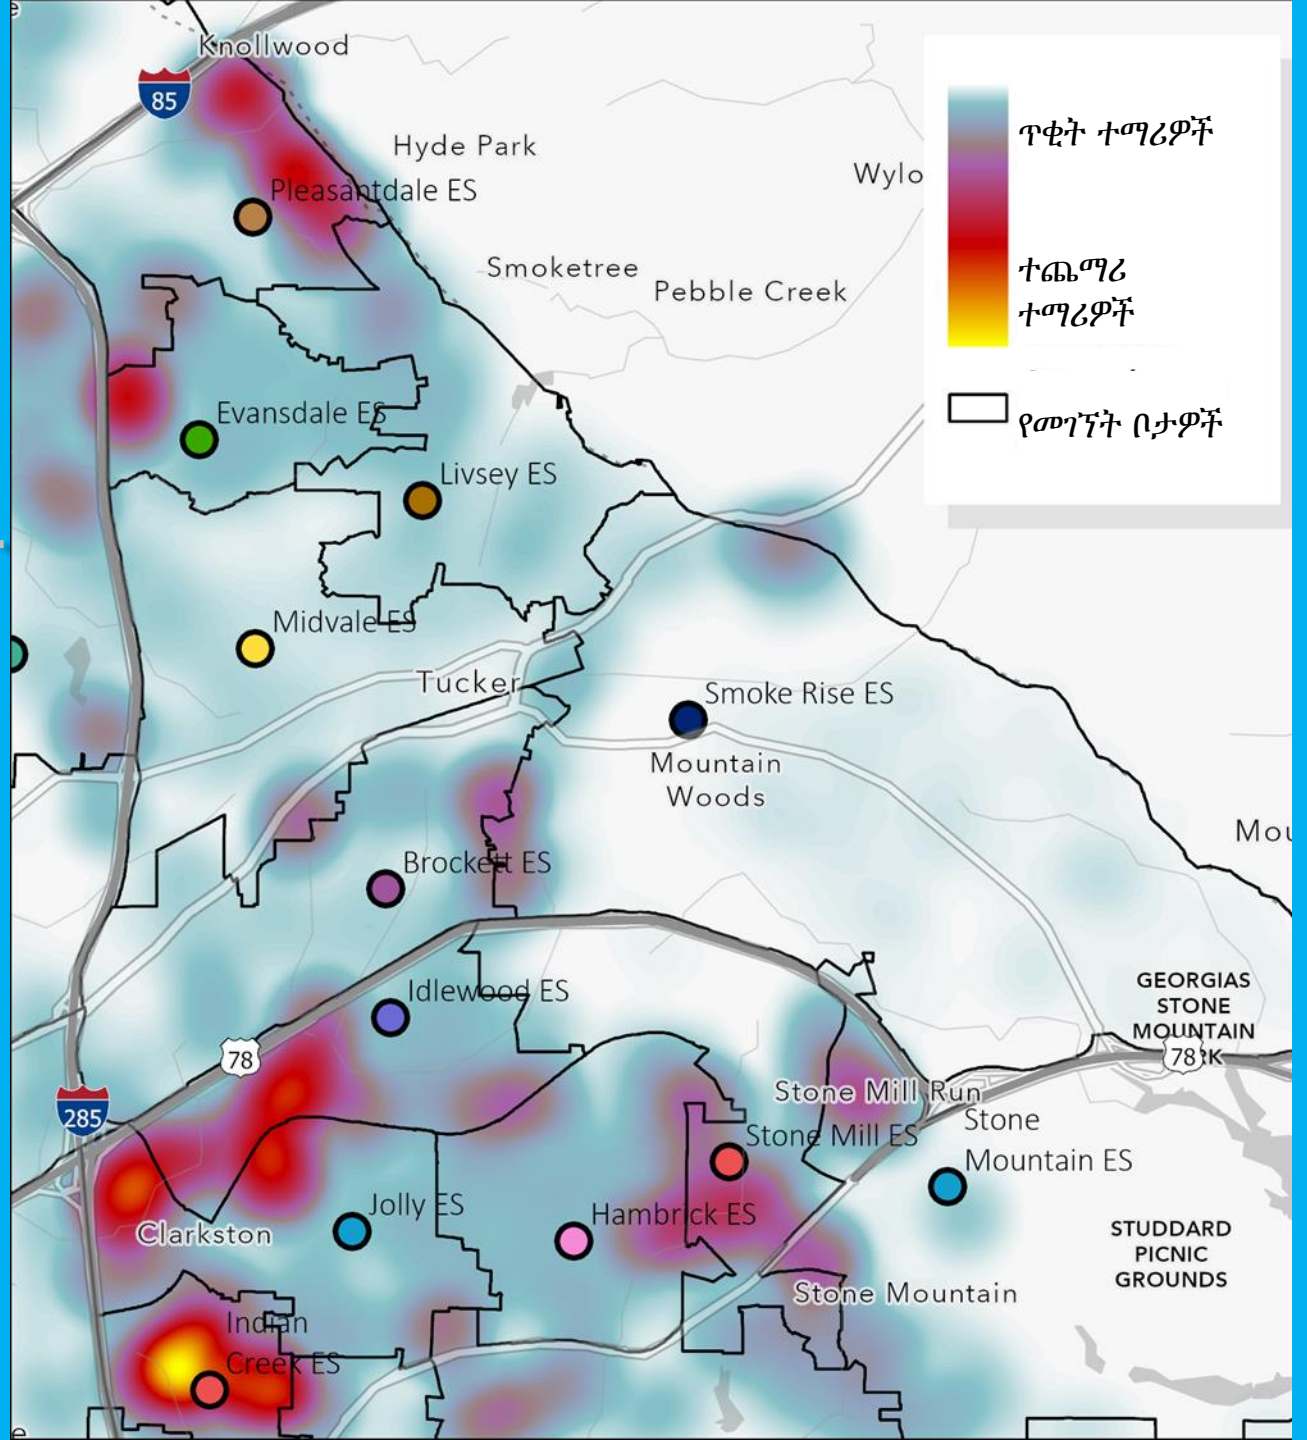 Knollwood
85
Hyde Park
Wylo
Pleasantdale ES
Smoketree
Pebble Creek
ጥቂት ተማሪዎች
ተጨማሪ
ተማሪዎች
የመገኘት ቦታዎች
Evansdale ES
Livsey ES
Midvale ES
Tucker
Smoke Rise ES
Mountain
Woods
Mou
Brockett ES
Idlewood ES
GEORGIAS
STONE
MOUNTAIN
78
RK
78
285
Stone Mill Run
Stone
Mountain ES
Stone Mill ES
Jolly ES
Hambrick ES
Clarkston
STUDDARD
PICNIC
GROUNDS
Stone Mountain
Indian
Creek ES